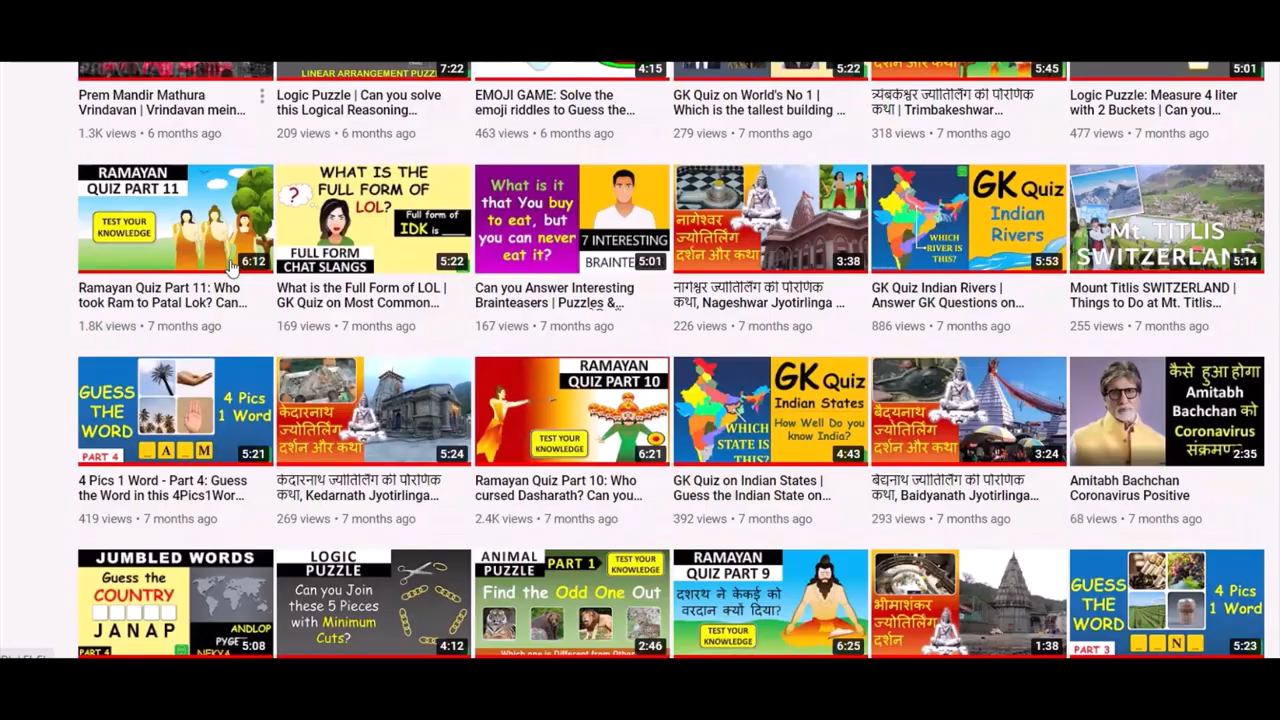 LINEAR ARRANGEMENT PUZZL
7:22
4:15
5:22
5:45
5:01
Prem Mandir Mathura
Vrindavan | Vrindavan mein...
1.3K views • 6 months ago
Logic Puzzle | Can you solve
this Logical Reasoning...
209 views • 6 months ago
EMOJI GAME: Solve the
emoji riddles to Guess the...
463 views • 6 months ago
GK Quiz on World's No 1 |
Which is the tallest building ...
279 views • 7 months ago
त्र्यंबकेश्वर ज्योतिर्लिंग की पौराणिक
कथा | Trimbakeshwar...
318 views • 7 months ago
Logic Puzzle: Measure 4 liter
with 2 Buckets | Can you...
477 views • 7 months ago
RAMAYAN
QUIZ PART 11
TEST YOUR
KNOWLEDGE
6:12
WHAT IS THE
FULL FORM OF
LOL?
?
Full form of
IDK is ___
FULL FORM
CHAT SLANGS
5:22
What is it
that You buy
to eat, but
you can never
eat it?
7 INTERESTING
BRAINTE
5:01
नागेश्वर
ज्योतिर्लिंग
दर्शन और कथा
3:38
GK Quiz
Indian
Rivers
WHICH
RIVER IS
THIS?
5:53
Mt. TITLIS
SWITZERLAN
5:14
Ramayan Quiz Part 11: Who
took Ram to Patal Lok? Can...
1.8K views • 7 months ago
What is the Full Form of LOL |
GK Quiz on Most Common...
169 views • 7 months ago
Can you Answer Interesting
Brainteasers | Puzzles &...
167 views • 7 months ago
नागेश्वर ज्योतिर्लिंग की पौराणिक
कथा, Nageshwar Jyotirlinga ...
226 views • 7 months ago
GK Quiz Indian Rivers |
Answer GK Questions on...
886 views • 7 months ago
Mount Titlis SWITZERLAND |
Things to Do at Mt. Titlis...
255 views • 7 months ago
GUESS
THE
WORD
4 Pics
1 Word
_ A _ M
PART 4
5:21
केदारनाथ
ज्योतिर्लिंग
दर्शन और कथा
5:24
RAMAYAN
QUIZ PART 10
TEST YOUR
KNOWLEDGE
6:21
GK Quiz
Indian States
How Well Do you
know India?
WHICH
STATE IS
THIS?
4:43
बैद्यनाथ
ज्योतिर्लिंग
दर्शन और कथा
3:24
कैसे हुआ होगा
Amitabh
Bachchan को
Coronavirus
संक्रमण
2:35
4 Pics 1 Word - Part 4: Guess
the Word in this 4Pics1Wor...
419 views • 7 months ago
केदारनाथ ज्योतिर्लिंग की पौराणिक
कथा, Kedarnath Jyotirlinga...
269 views • 7 months ago
Ramayan Quiz Part 10: Who
cursed Dasharath? Can you...
2.4K views • 7 months ago
GK Quiz on Indian States |
Guess the Indian State on...
392 views • 7 months ago
बैद्यनाथ ज्योतिर्लिंग की पौराणिक
कथा, Baidyanath Jyotirlinga...
293 views • 7 months ago
Amitabh Bachchan
Coronavirus Positive
68 views • 7 months ago
JUMBLED WORDS
Guess the
COUNTRY
JANAP
ANDLOP
PYGE
NEKYA
PART 4
5:08
LOGIC
PUZZLE
Can you Join
these 5 Pieces
with Minimum
Cuts?
4:12
ANIMAL
PUZZLE
PART 1
TEST YOUR
KNOWLEDGE
Find the Odd One Out
Which one is Different from Other
2:46
RAMAYAN
QUIZ PART 9
दशरथ ने केकई को
वरदान क्यों दिया?
TEST YOUR
KNOWLEDGE
6:25
भीमाशंकर
ज्योतिर्लिंग
दर्शन
1:38
GUESS
THE
WORD
4 Pics
1 Word
_ _ N _
PART 3
5:23